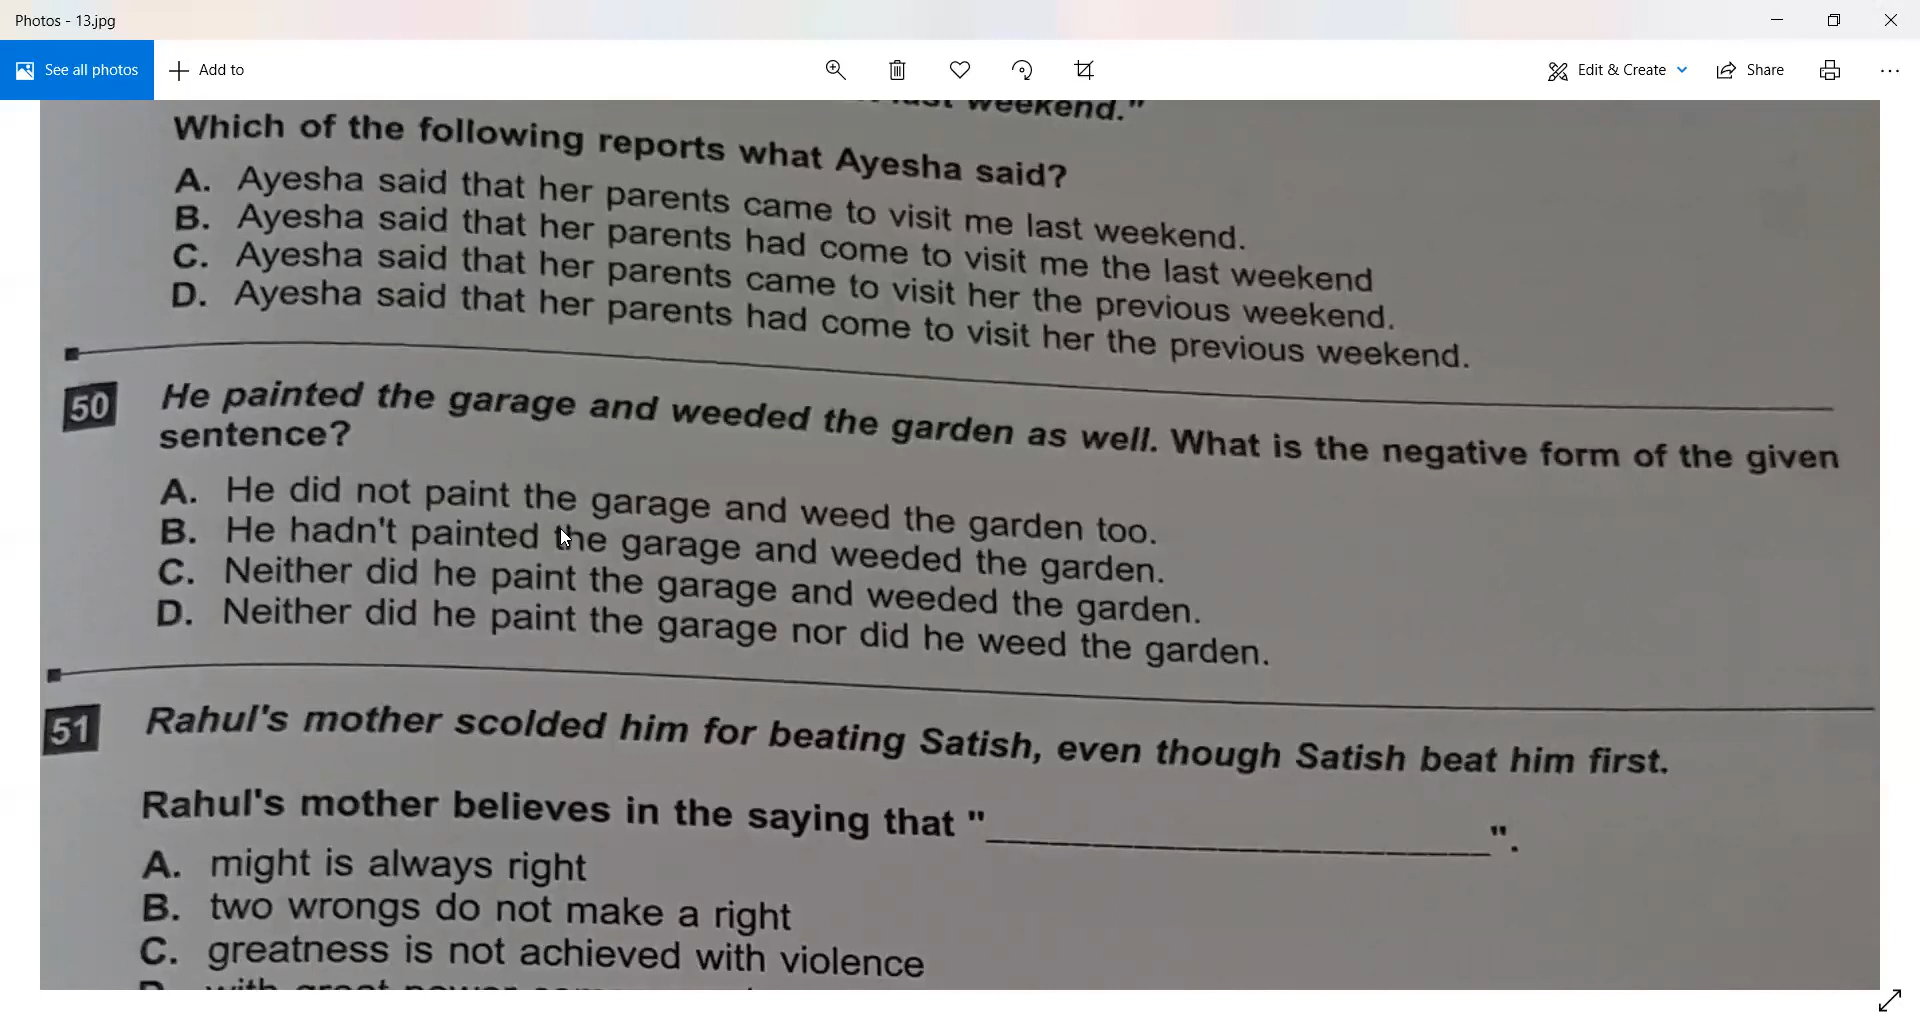 Photos - 13.jpg
See all photos
Add to
Edit & Create
Share
weekend."
Which of the following reports what Ayesha said?
A. Ayesha said that her parents came to visit me last weekend.
B. Ayesha said that her parents had come to visit me the last weekend
C. Ayesha said that her parents came to visit her the previous weekend.
D. Ayesha said that her parents had come to visit her the previous weekend.
50 He painted the garage and weeded the garden as well. What is the negative form of the given
sentence?
A. He did not paint the garage and weed the garden too.
B. He hadn't painted the garage and weeded the garden.
C. Neither did he paint the garage and weeded the garden.
D. Neither did he paint the garage nor did he weed the garden.
51 Rahul's mother scolded him for beating Satish, even though Satish beat him first.
Rahul's mother believes in the saying that "____________________".
A. might is always right
B. two wrongs do not make a right
C. greatness is not achieved with violence